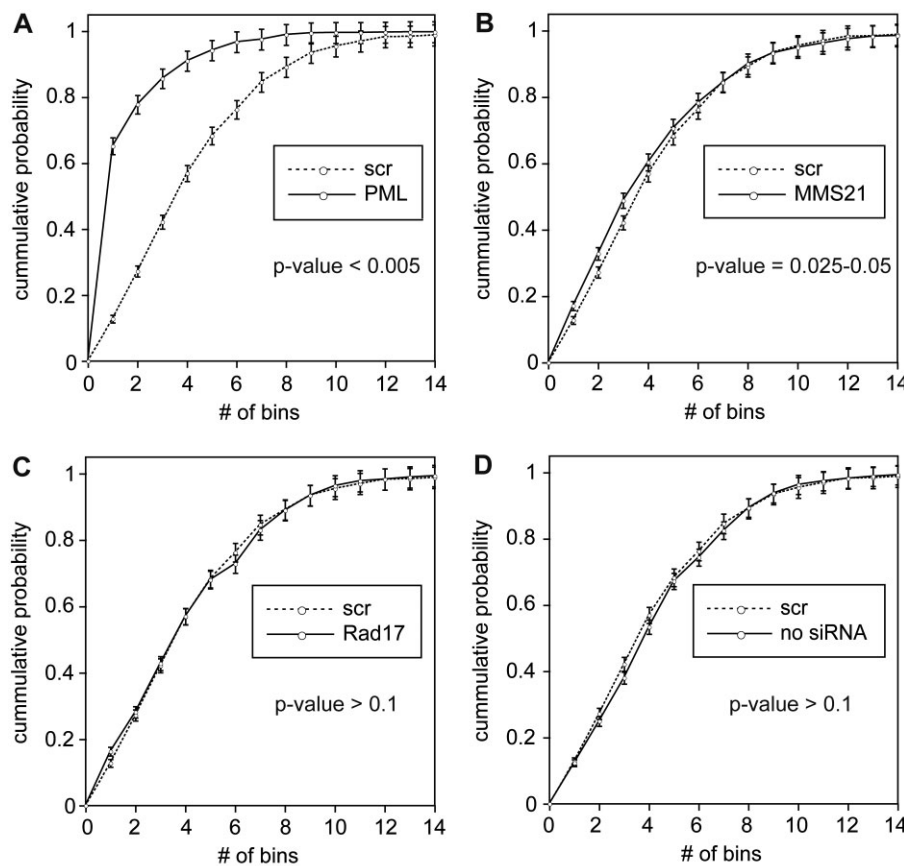 A
cummulative probability
1
0.8
0.6
0.4
0.2
0
0 2 4 6 8 10 12 14
# of bins
scr
PML
p-value < 0.005
B
cummulative probability
1
0.8
0.6
0.4
0.2
0
0 2 4 6 8 10 12 14
# of bins
scr
MMS21
p-value = 0.025-0.05
C
cummulative probability
1
0.8
0.6
0.4
0.2
0
0 2 4 6 8 10 12 14
# of bins
scr
Rad17
p-value > 0.1
D
cummulative probability
1
0.8
0.6
0.4
0.2
0
0 2 4 6 8 10 12 14
# of bins
scr
no siRNA
p-value > 0.1